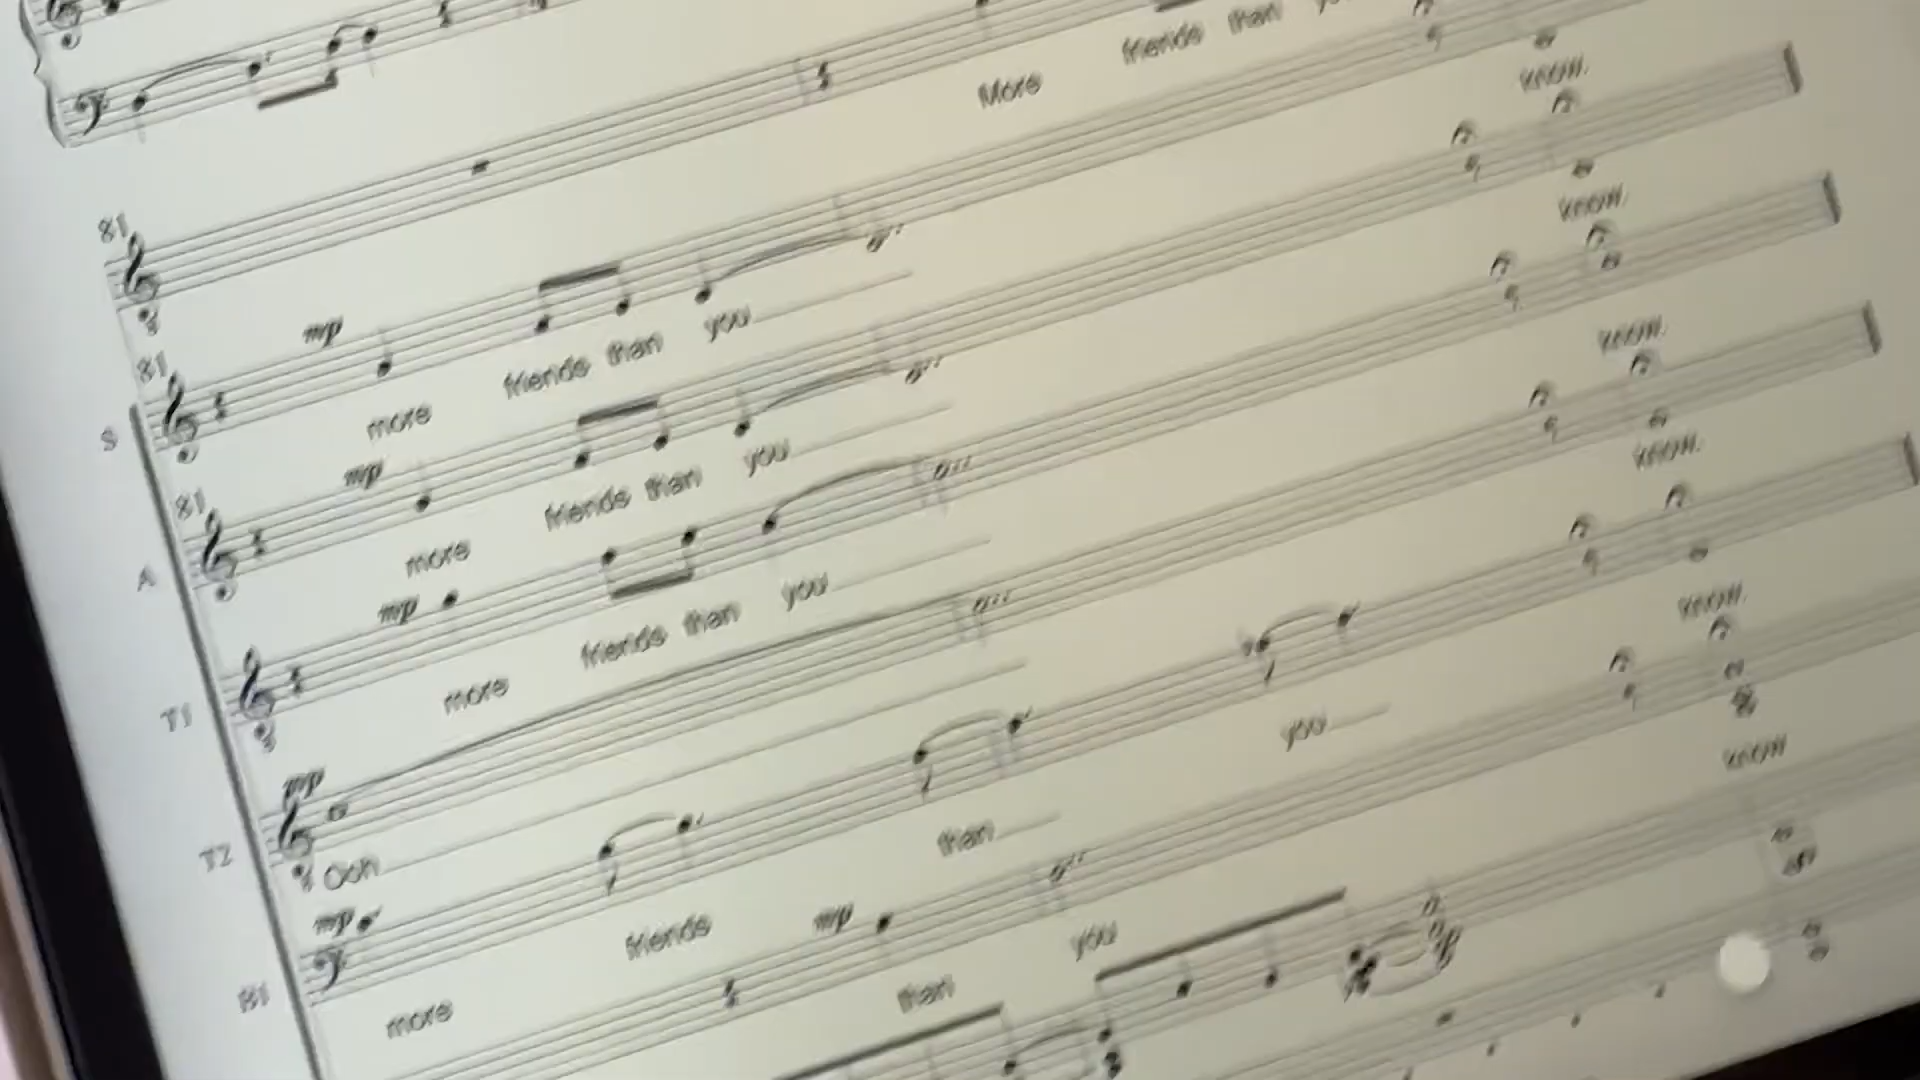 More friends than
know.
81
81
mp
more friends than you
know.
S
81
mp
more friends than you
know.
A
mp
more friends than you
know.
T1
mp
Ooh
know.
T2
mp
more friends than you
know
B1
mp
than you